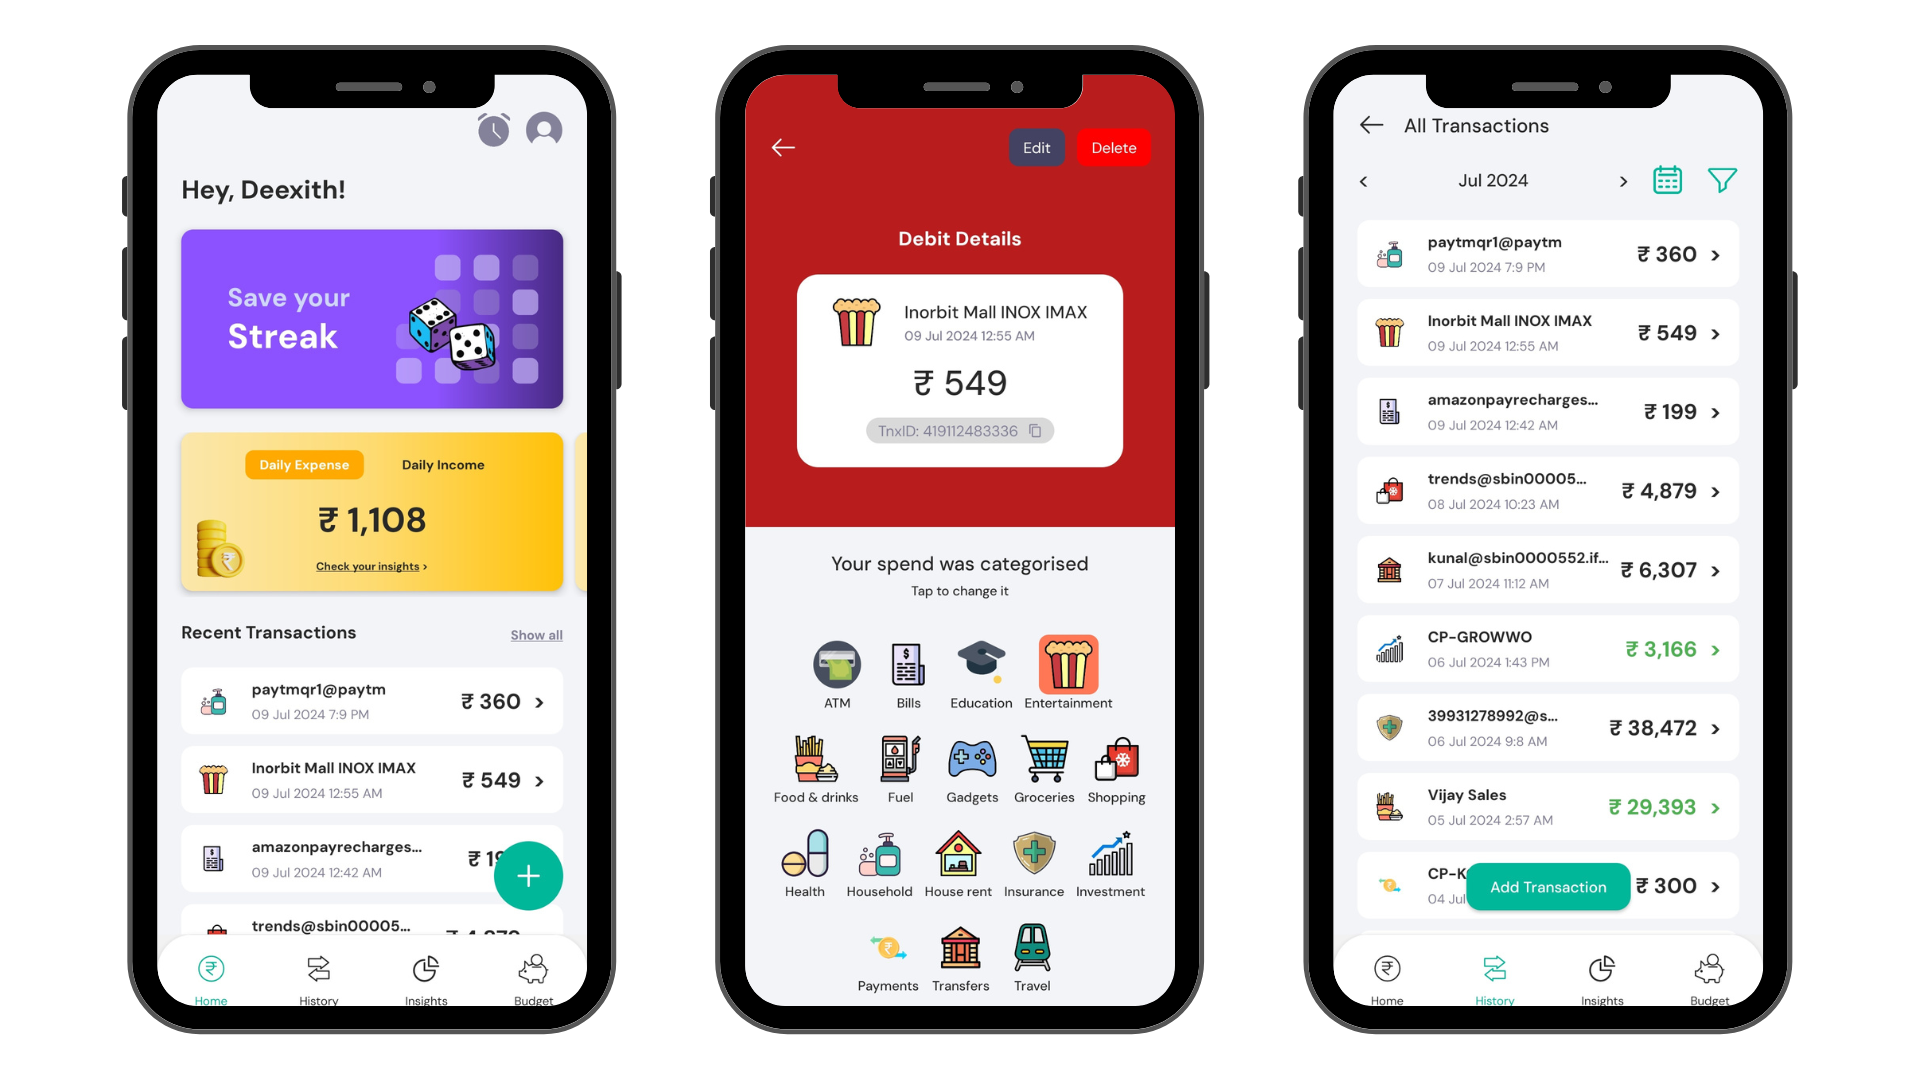 Hey, Deexith!
Save your
Streak
Daily Expense Daily Income
₹ 1,108
Check your insights >
Recent Transactions Show all
paytmqr1@paytm
09 Jul 2024 7:9 PM
₹ 360 >
Inorbit Mall INOX IMAX
09 Jul 2024 12:55 AM
₹ 549 >
amazonpayrecharges...
09 Jul 2024 12:42 AM
₹
trends@sbin00005...
Home History Insights Budget
Edit Delete
Debit Details
Inorbit Mall INOX IMAX
09 Jul 2024 12:55 AM
₹ 549
TnxID: 419112483336
Your spend was categorised
Tap to change it
ATM Bills Education Entertainment
Food & drinks Fuel Gadgets Groceries Shopping
Health Household House rent Insurance Investment
Payments Transfers Travel
All Transactions
< Jul 2024 >
paytmqr1@paytm
09 Jul 2024 7:9 PM
₹ 360 >
Inorbit Mall INOX IMAX
09 Jul 2024 12:55 AM
₹ 549 >
amazonpayrecharges...
09 Jul 2024 12:42 AM
₹ 199 >
trends@sbin00005...
08 Jul 2024 10:23 AM
₹ 4,879 >
kunal@sbin0000552.if...
07 Jul 2024 11:12 AM
₹ 6,307 >
CP-GROWWO
06 Jul 2024 1:43 PM
₹ 3,166 >
39931278992@s...
06 Jul 2024 9:8 AM
₹ 38,472 >
Vijay Sales
05 Jul 2024 2:57 AM
₹ 29,393 >
CP-K
04 Jul
Add Transaction
₹ 300 >
Home History Insights Budget